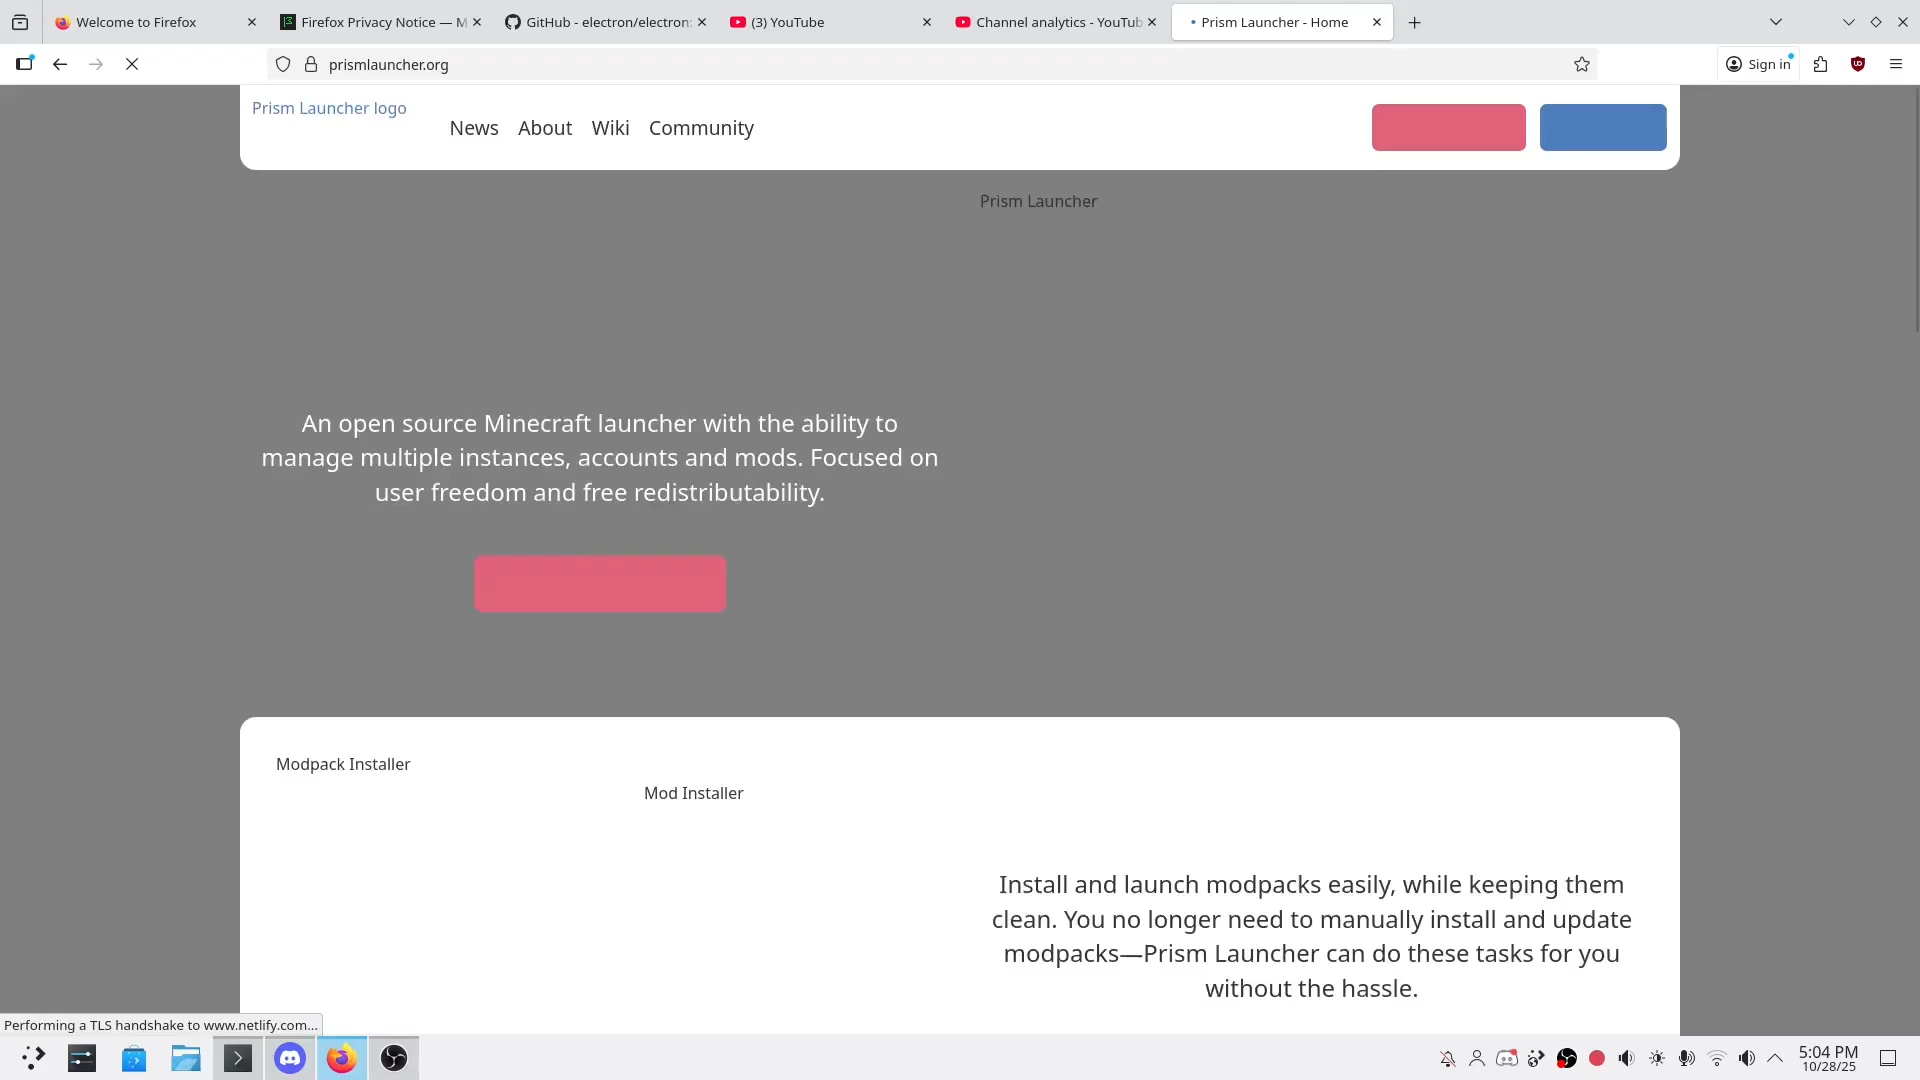 Welcome to Firefox
Firefox Privacy Notice — M
GitHub - electron/electron:
(3) YouTube
Channel analytics - YouTub
Prism Launcher - Home
prismlauncher.org
Sign in
Prism Launcher logo
News
About
Wiki
Community
Prism Launcher
An open source Minecraft launcher with the ability to
manage multiple instances, accounts and mods. Focused on
user freedom and free redistributability.
Modpack Installer
Mod Installer
Install and launch modpacks easily, while keeping them
clean. You no longer need to manually install and update
modpacks—Prism Launcher can do these tasks for you
without the hassle.
Performing a TLS handshake to www.netlify.com…
5:04 PM
10/28/25